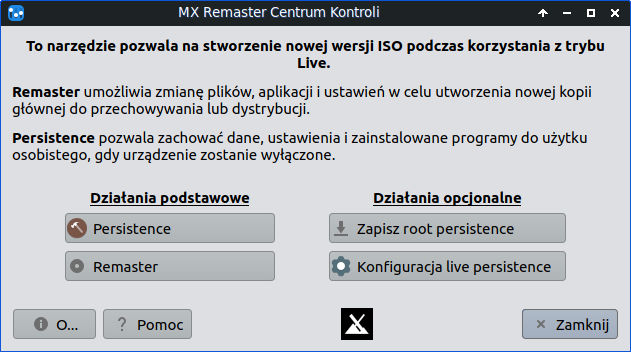 MX Remaster Centrum Kontroli
To narzędzie pozwala na stworzenie nowej wersji ISO podczas korzystania z trybu
Live.
Remaster umożliwia zmianę plików, aplikacji i ustawień w celu utworzenia nowej kopii
głównej do przechowywania lub dystrybucji.
Persistence pozwala zachować dane, ustawienia i zainstalowane programy do użytku
osobistego, gdy urządzenie zostanie wyłączone.
Działania podstawowe
Działania opcjonalne
Persistence
Zapisz root persistence
Remaster
Konfiguracja live persistence
O...
Pomoc
Zamknij